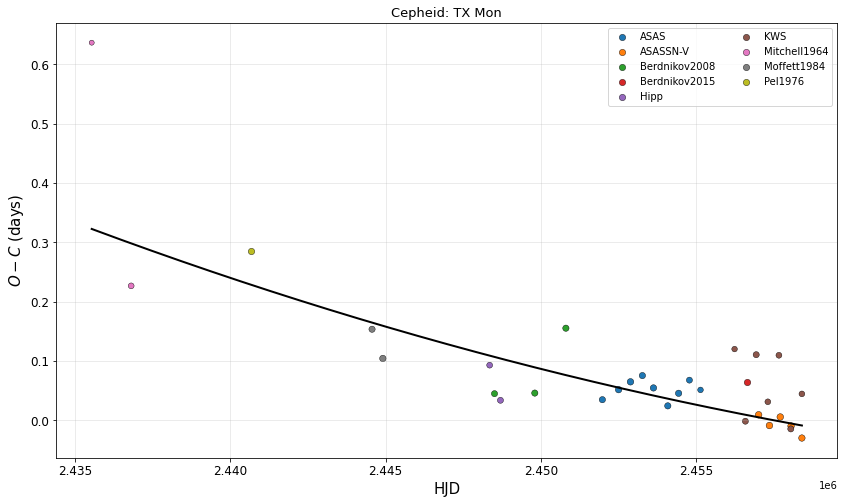 Cepheid: TX Mon
ASAS
ASASSN-V
Berdnikov2008
Berdnikov2015
Hipp
KWS
Mitchell1964
Moffett1984
Pel1976
O − C (days)
0.6
0.5
0.4
0.3
0.2
0.1
0.0
2.435 2.440 2.445 2.450 2.455
1e6
HJD